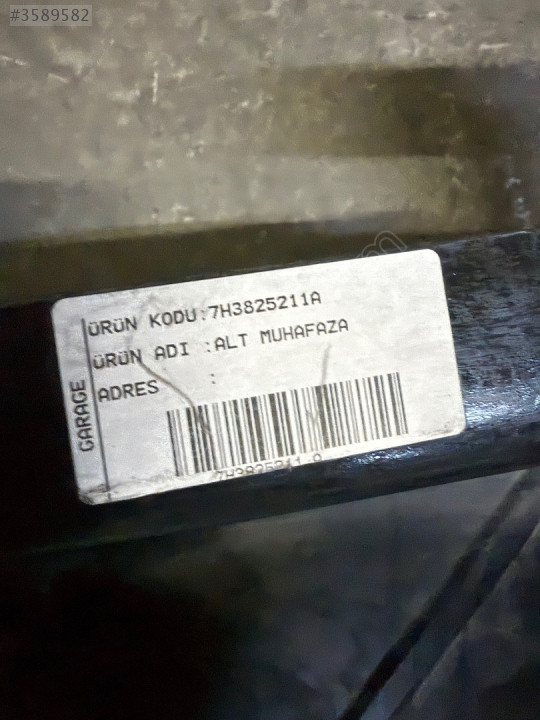 #3589582
ÜRÜN KODU:7H3825211A
ÜRÜN ADI :ALT MUHAFAZA
ADRES :
GARAGE